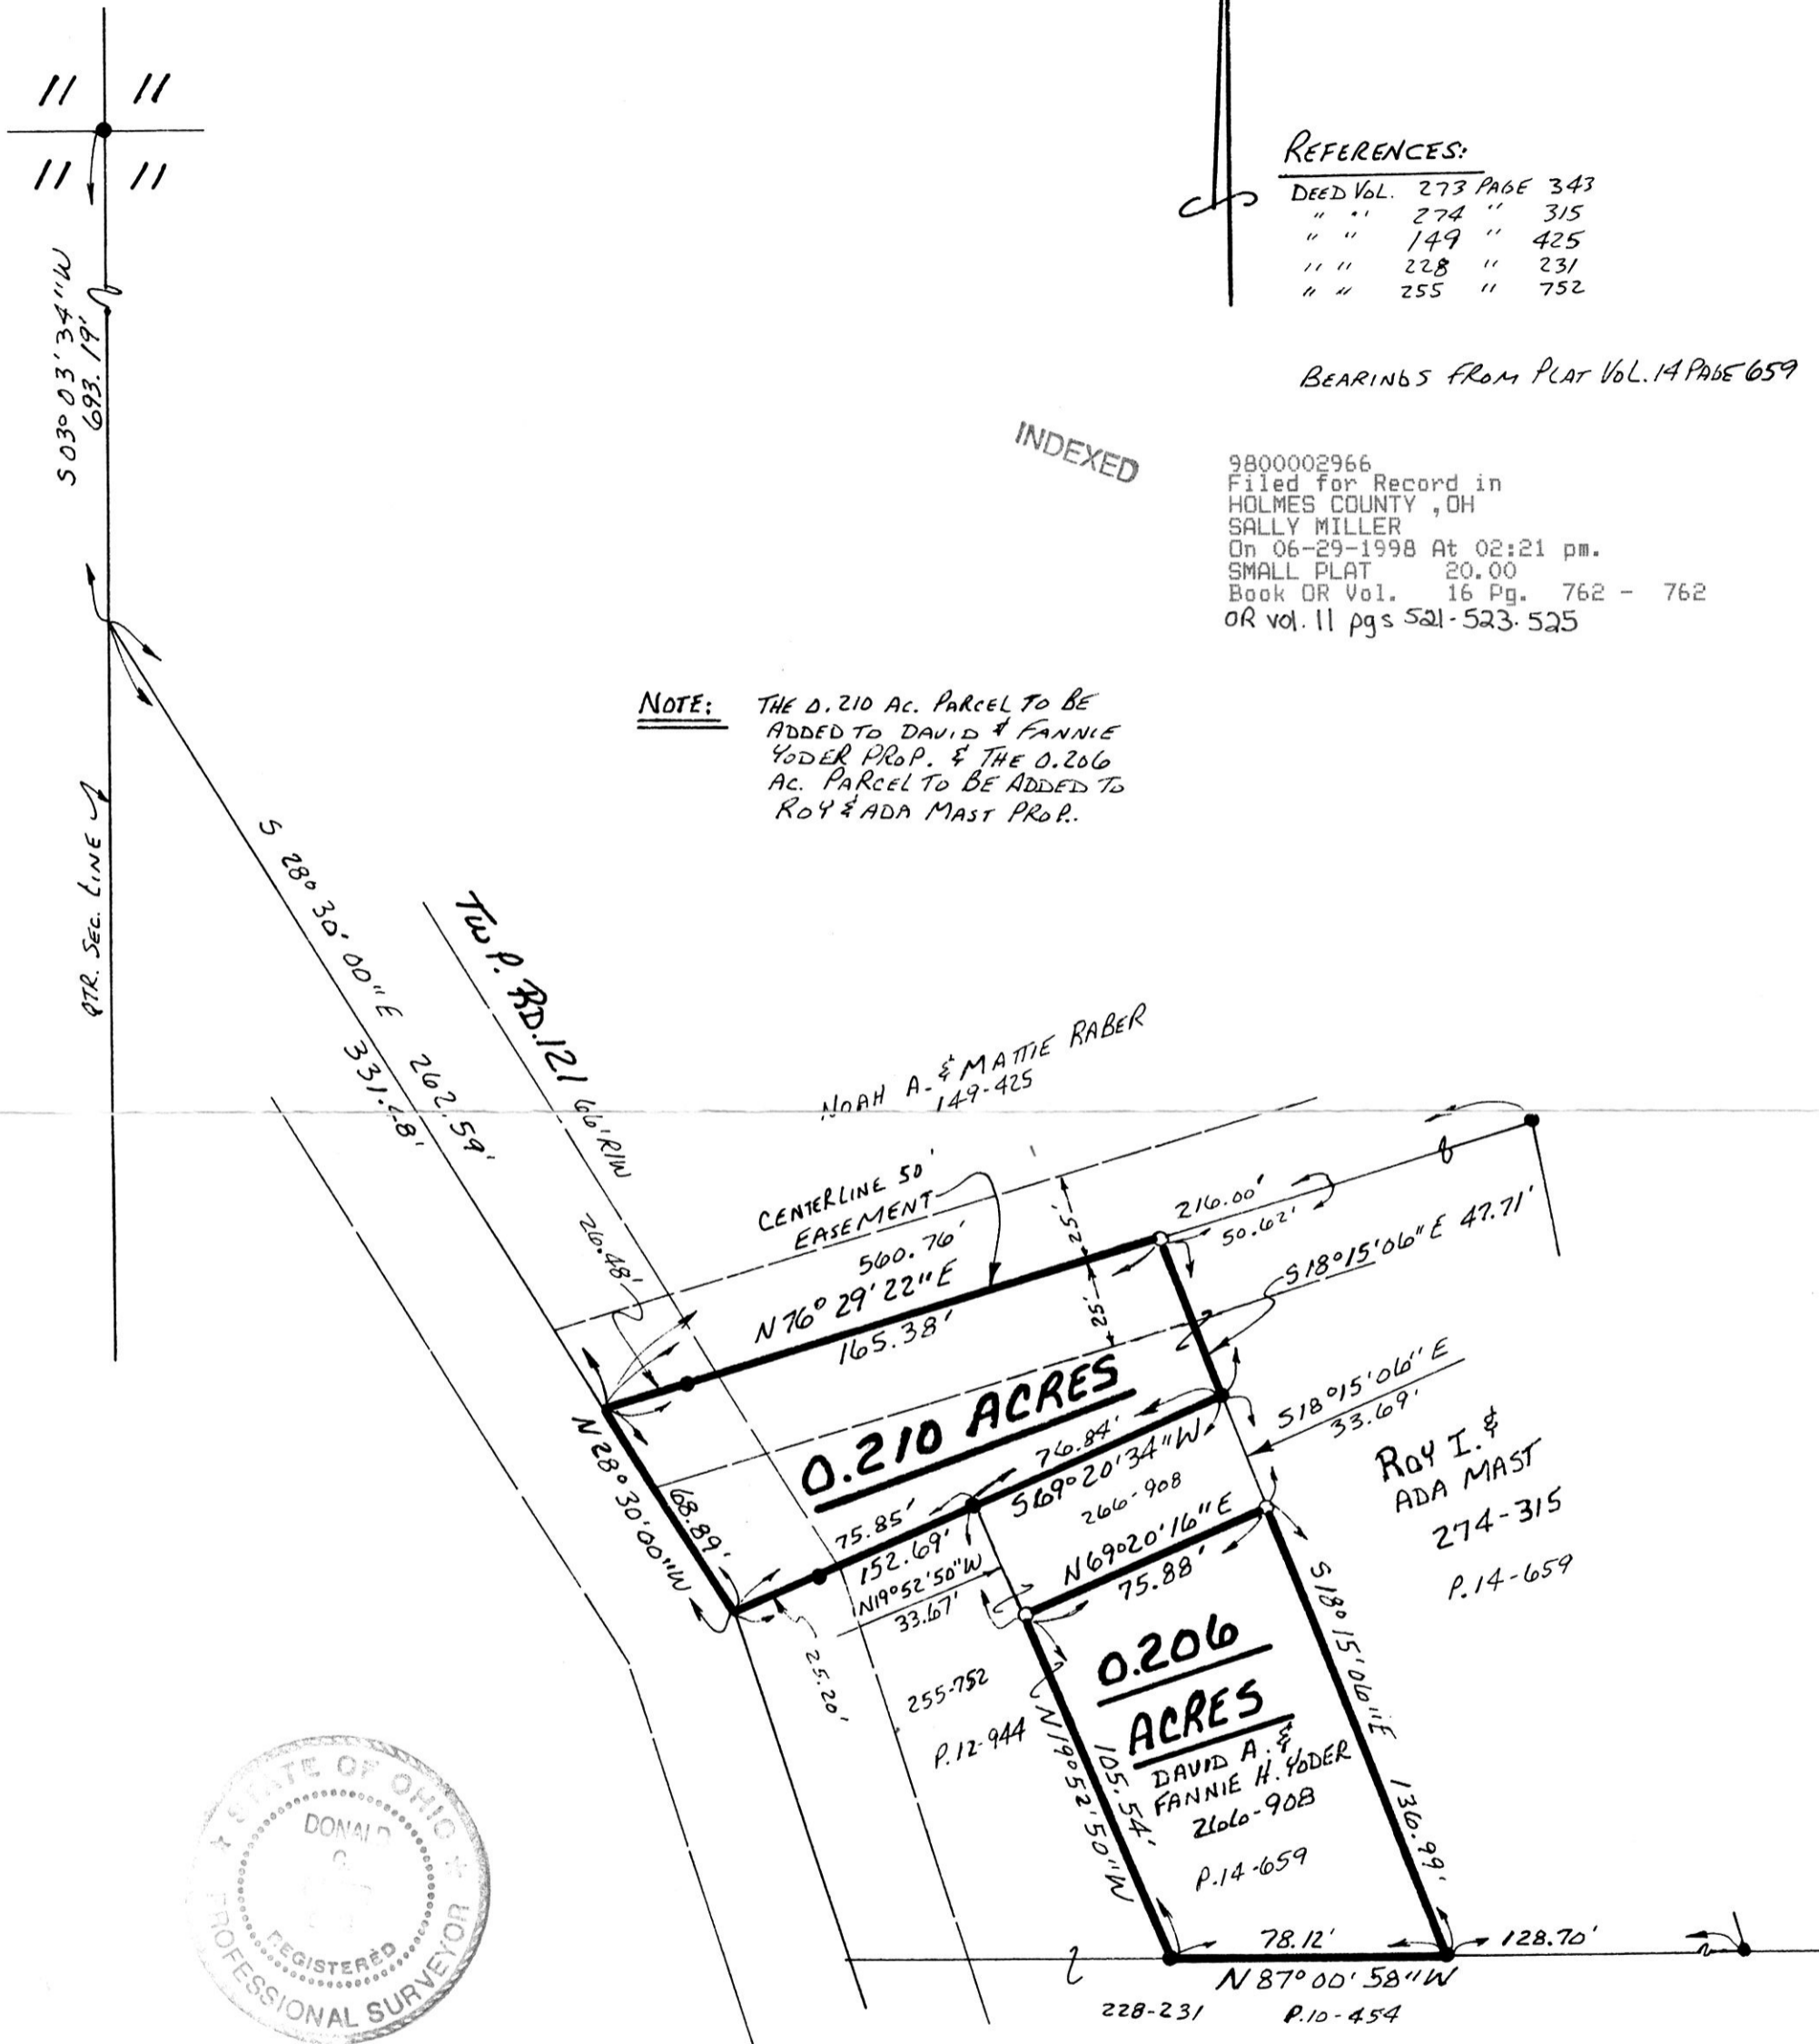 11 11
11 11
S 03° 03' 34" W
693.19'
REFERENCES:
DEED VOL. 273 PAGE 343
" " 274 " 315
" " 149 " 425
" " 228 " 231
" " 255 " 752
BEARINGS FROM PLAT VOL. 14 PAGE 659
INDEXED
9800002966
Filed for Record in
HOLMES COUNTY , OH
SALLY MILLER
On 06-29-1998 At 02:21 pm.
SMALL PLAT 20.00
Book OR Vol. 16 Pg. 762 - 762
OR vol. 11 pgs 521-523-525
NOTE: THE 0.210 AC. PARCEL TO BE
ADDED TO DAVID & FANNIE
YODER PROP. & THE 0.206
AC. PARCEL TO BE ADDED TO
ROY & ADA MAST PROP..
QTR. SEC. LINE
S 28° 30' 00" E 262.59'
TWP. RD. 121 66' R/W
NOAH A. & MATTIE RABER
149-425
CENTERLINE 50'
EASEMENT
560.76'
N 76° 29' 22" E
165.38'
26.48'
25'
25'
216.00'
50.62'
S 18° 15' 06" E 47.71'
0.210 ACRES
N 28° 30' 00" W
68.89'
76.84'
S 69° 20' 34" W
75.85'
152.69'
266-908
N 69° 20' 16" E
75.88'
N 19° 52' 50" W
33.67'
25.20'
S 18° 15' 06" E
33.69'
ROY I. &
ADA MAST
274-315
P. 14-659
255-752
P. 12-944
0.206
ACRES
DAVID A. &
FANNIE H. YODER
266-908
P. 14-659
N 19° 52' 50" W
105.54'
S 18° 15' 06" E 136.99'
78.12'
128.70'
N 87° 00' 58" W
228-231 P. 10-454
STATE OF OHIO
DONALD
REGISTERED
PROFESSIONAL SURVEYOR